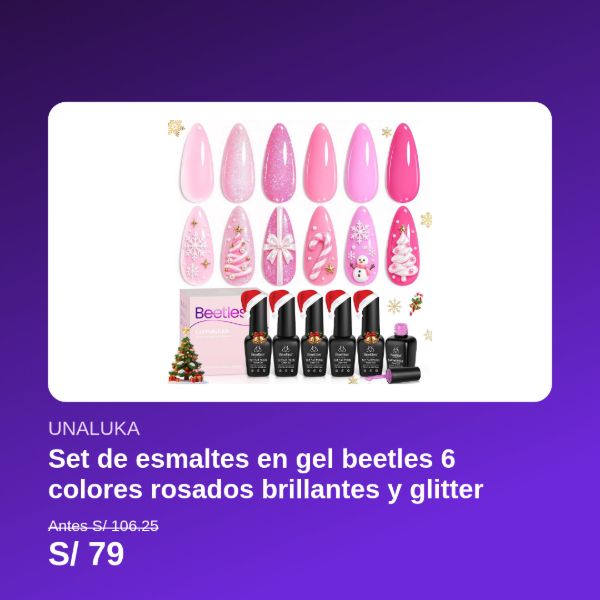 Beetles
UNALUKA
Set de esmaltes en gel beetles 6
colores rosados brillantes y glitter
Antes S/ 106.25
S/ 79